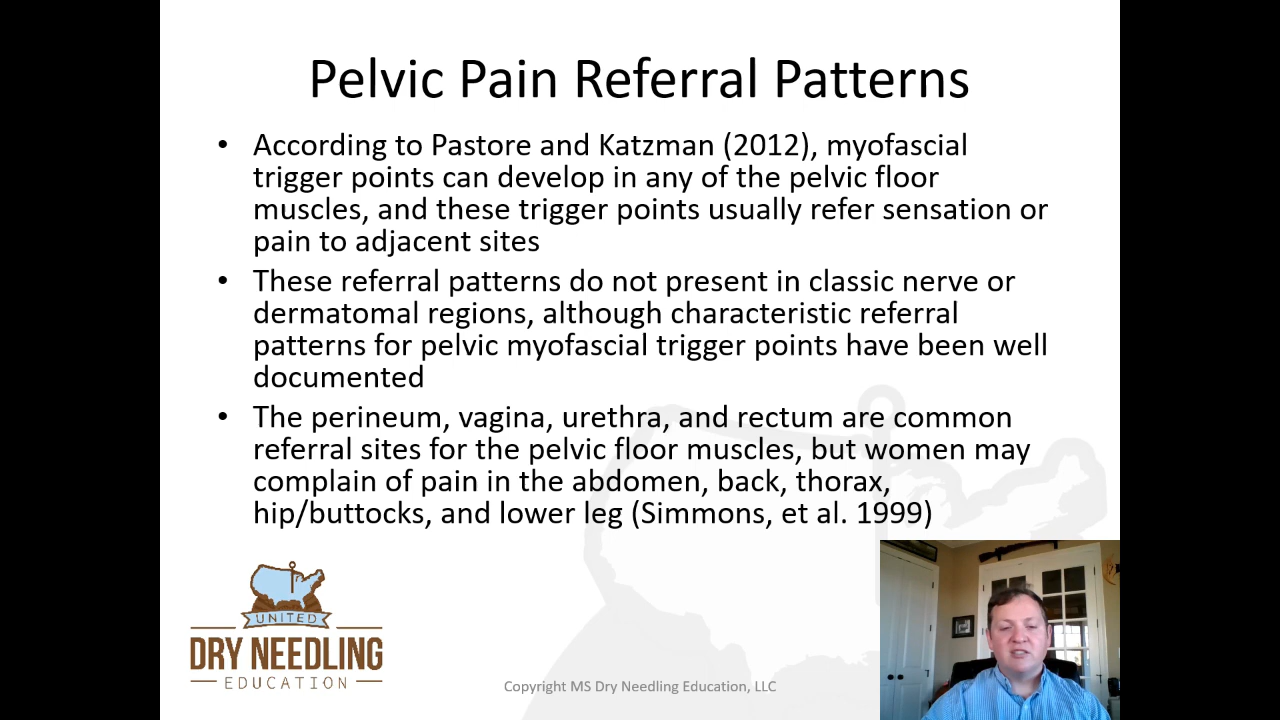 Pelvic Pain Referral Patterns
• According to Pastore and Katzman (2012), myofascial
trigger points can develop in any of the pelvic floor
muscles, and these trigger points usually refer sensation or
pain to adjacent sites
• These referral patterns do not present in classic nerve or
dermatomal regions, although characteristic referral
patterns for pelvic myofascial trigger points have been well
documented
• The perineum, vagina, urethra, and rectum are common
referral sites for the pelvic floor muscles, but women may
complain of pain in the abdomen, back, thorax,
hip/buttocks, and lower leg (Simmons, et al. 1999)
UNITED
DRY NEEDLING
EDUCATION
Copyright MS Dry Needling Education, LLC